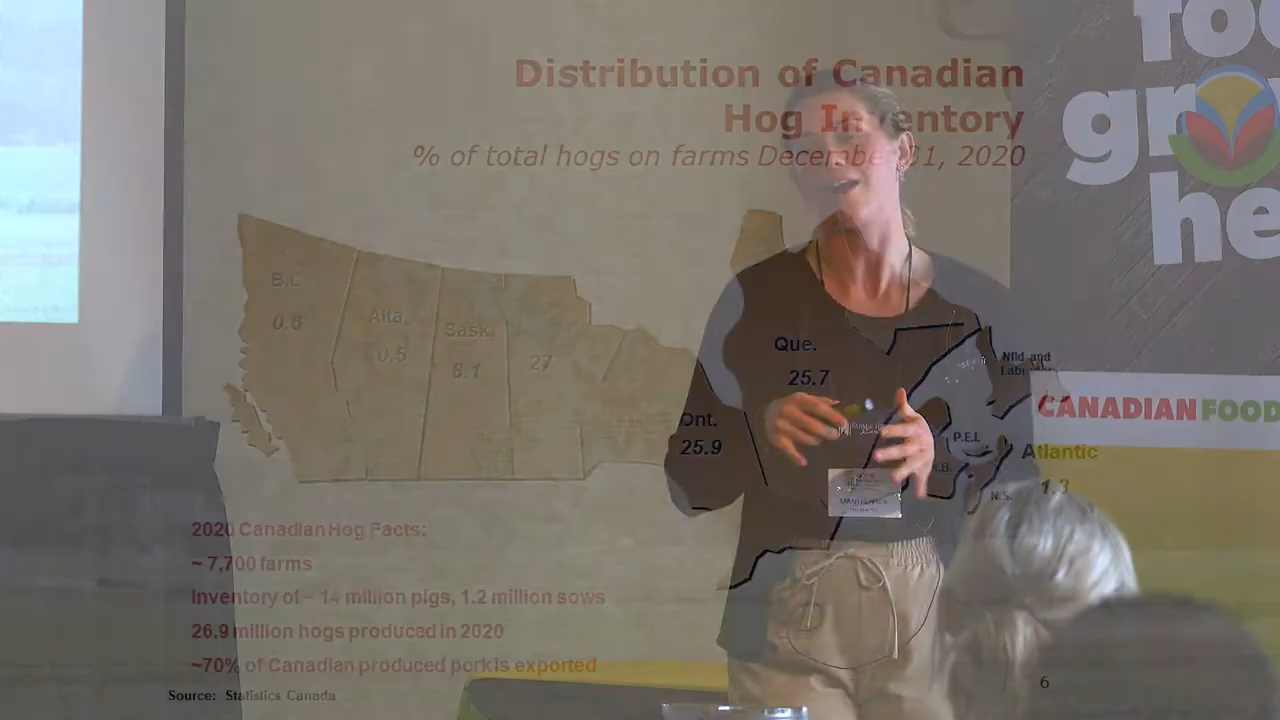 Distribution of Canadian
Hog Inventory
% of total hogs on farms December 31, 2020
B.C
0.6
Alta.
Sask.
8.1
27
Que.
25.7
Ont.
25.9
Nfld and
P.E.I.
N.S.
Atlantic
1.3
2020 Canadian Hog Facts:
~ 7,700 farms
Inventory of ~ 14 million pigs, 1.2 million sows
26.9 million hogs produced in 2020
~70% of Canadian produced pork is exported
Source: Statistics Canada
6
CANADIAN FOOD